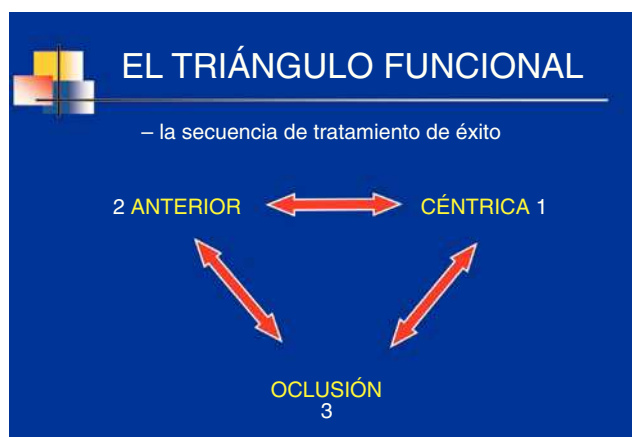 EL TRIÁNGULO FUNCIONAL
– la secuencia de tratamiento de éxito
2 ANTERIOR CÉNTRICA 1
OCLUSIÓN
3